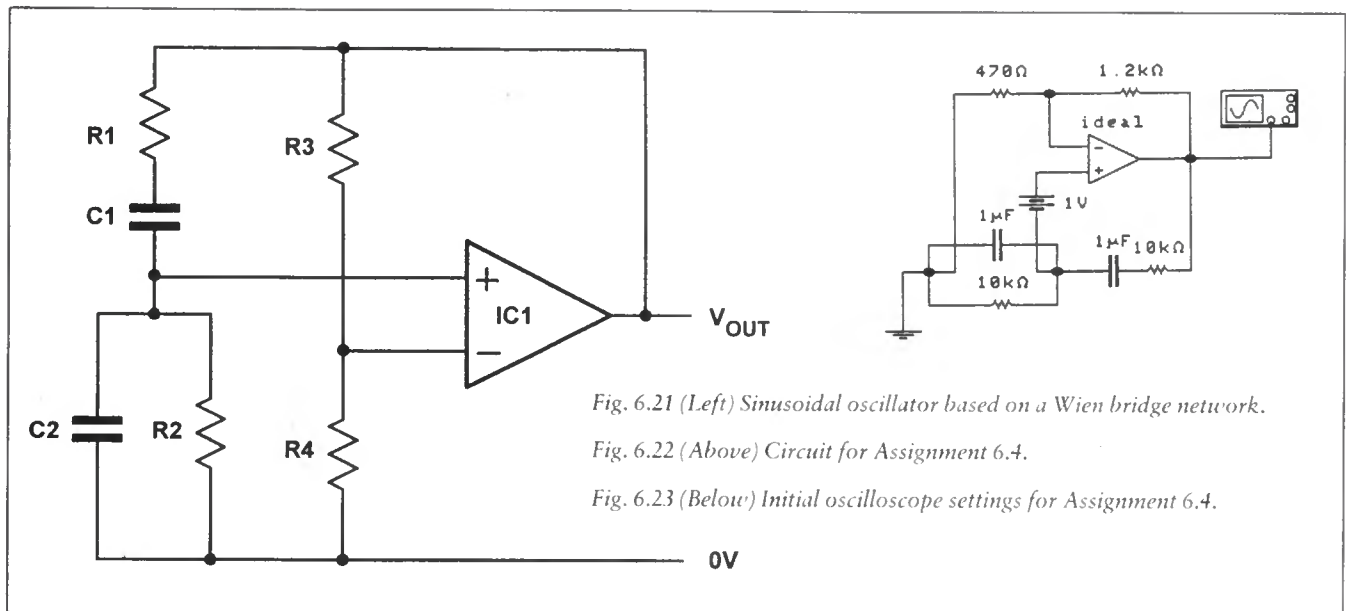 R1
R3
C1
+
IC1
−
V_OUT
C2
R2
R4
0V
470Ω
1.2kΩ
ideal
−
+
1µF
1V
1µF
10kΩ
10kΩ
Fig. 6.21 (Left) Sinusoidal oscillator based on a Wien bridge network.
Fig. 6.22 (Above) Circuit for Assignment 6.4.
Fig. 6.23 (Below) Initial oscilloscope settings for Assignment 6.4.